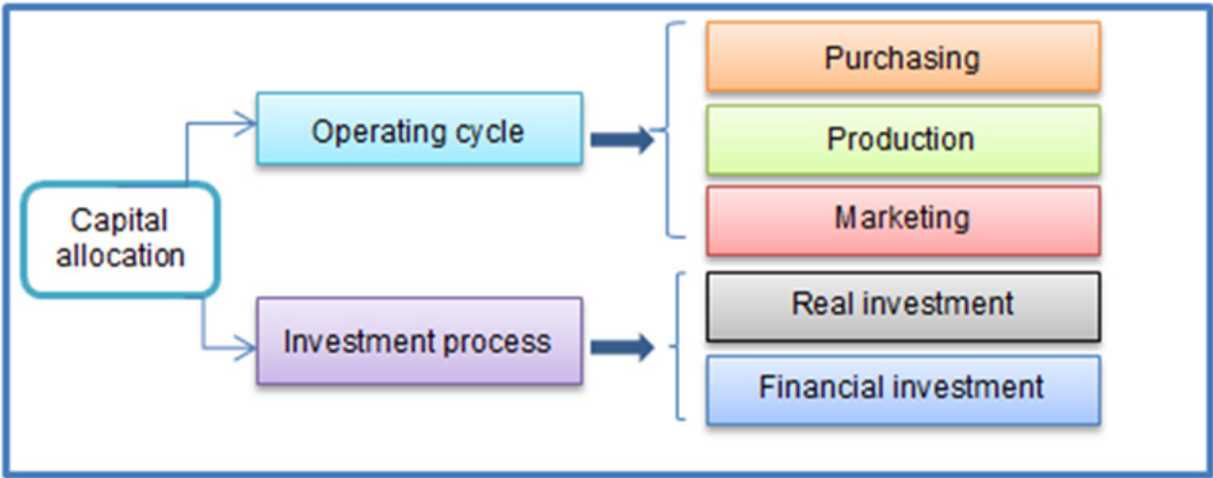 Capital
allocation
Operating cycle
Purchasing
Production
Marketing
Investment process
Real investment
Financial investment